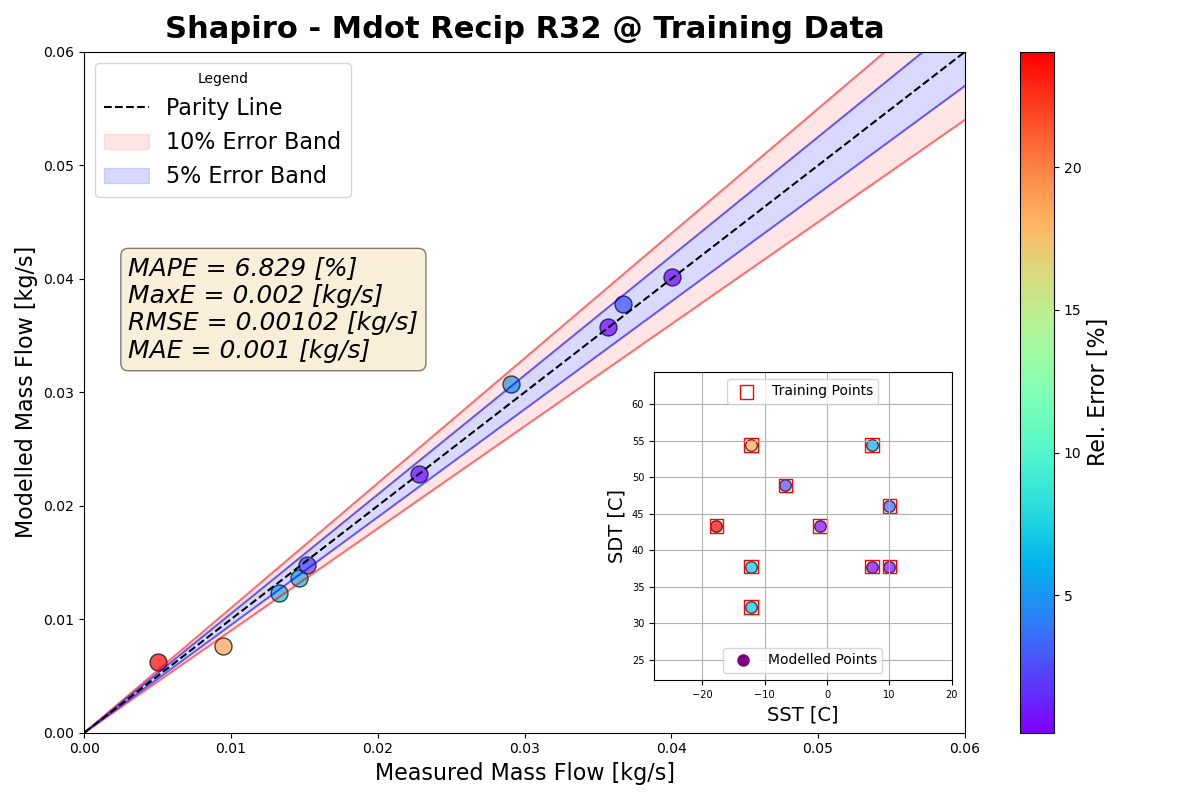 Shapiro - Mdot Recip R32 @ Training Data
Legend
Parity Line
10% Error Band
5% Error Band
MAPE = 6.829 [%]
MaxE = 0.002 [kg/s]
RMSE = 0.00102 [kg/s]
MAE = 0.001 [kg/s]
Modelled Mass Flow [kg/s]
0.06
0.05
0.04
0.03
0.02
0.01
0.00
0.00 0.01 0.02 0.03 0.04 0.05 0.06
Measured Mass Flow [kg/s]
Training Points
SDT [C]
60
55
50
45
40
35
30
25
Modelled Points
−20 −10 0 10 20
SST [C]
20
15
10
5
Rel. Error [%]